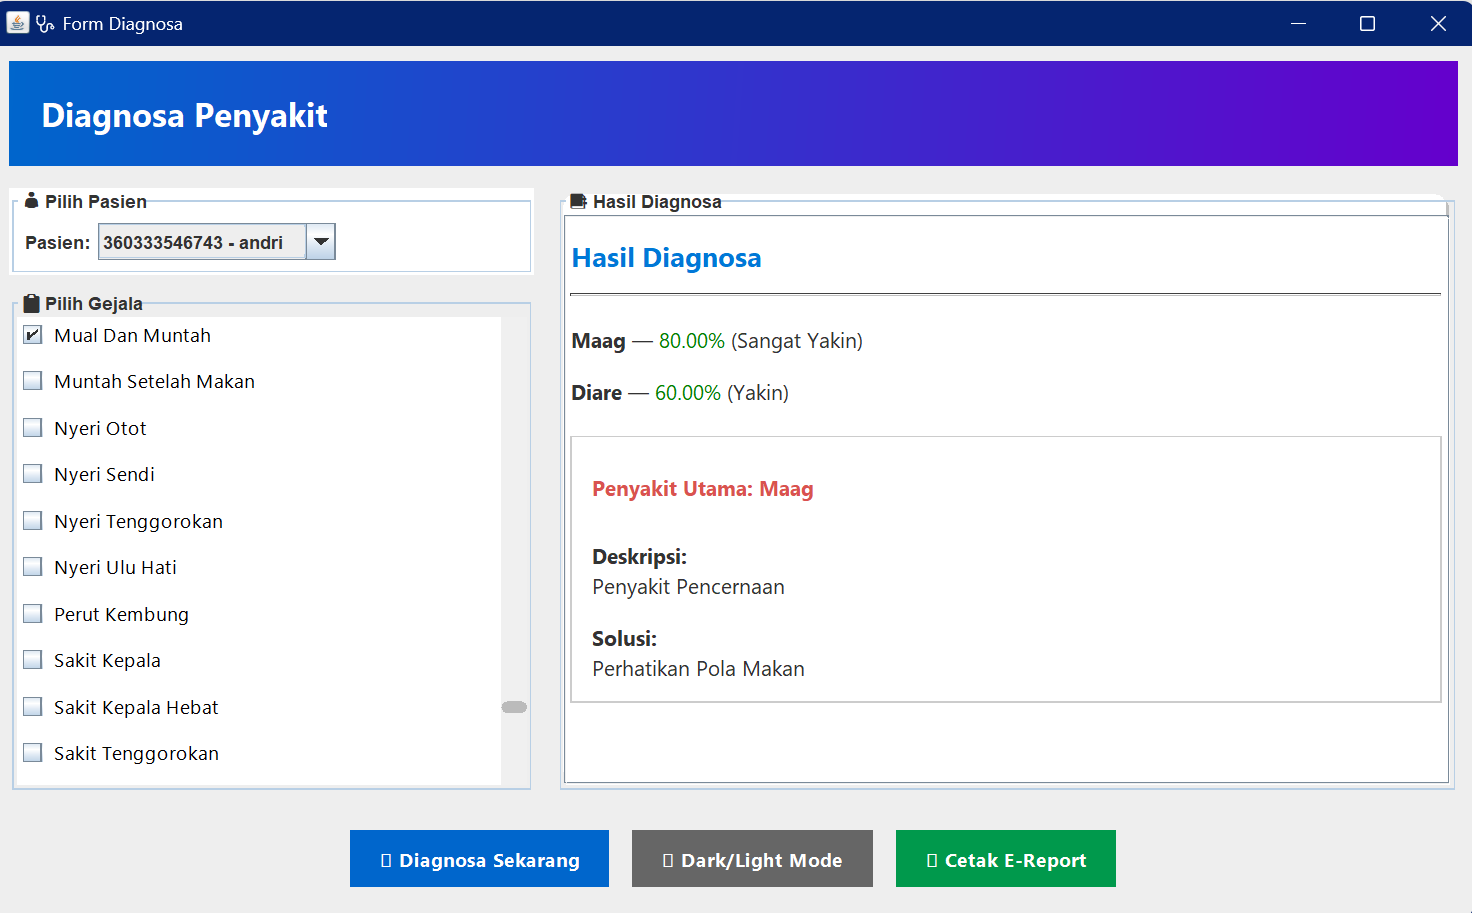 Form Diagnosa
Diagnosa Penyakit
Pilih Pasien
Pasien: 360333546743 - andri
Pilih Gejala
Mual Dan Muntah
Muntah Setelah Makan
Nyeri Otot
Nyeri Sendi
Nyeri Tenggorokan
Nyeri Ulu Hati
Perut Kembung
Sakit Kepala
Sakit Kepala Hebat
Sakit Tenggorokan
Hasil Diagnosa
Hasil Diagnosa
Maag — 80.00% (Sangat Yakin)
Diare — 60.00% (Yakin)
Penyakit Utama: Maag
Deskripsi:
Penyakit Pencernaan
Solusi:
Perhatikan Pola Makan
Diagnosa Sekarang
Dark/Light Mode
Cetak E-Report